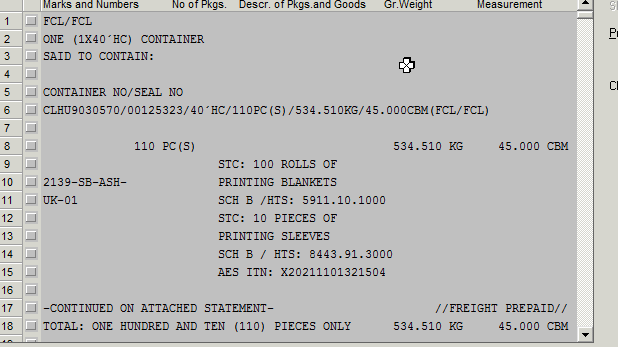 Marks and Numbers No of Pkgs. Descr. of Pkgs.and Goods Gr.Weight Measurement
1 FCL/FCL
2 ONE (1X40´HC) CONTAINER
3 SAID TO CONTAIN:
4
5 CONTAINER NO/SEAL NO
6 CLHU9030570/00125323/40´HC/110PC(S)/534.510KG/45.000CBM(FCL/FCL)
7
8 110 PC(S) 534.510 KG 45.000 CBM
9 STC: 100 ROLLS OF
10 2139-SB-ASH- PRINTING BLANKETS
11 UK-01 SCH B /HTS: 5911.10.1000
12 STC: 10 PIECES OF
13 PRINTING SLEEVES
14 SCH B / HTS: 8443.91.3000
15 AES ITN: X20211101321504
16
17 -CONTINUED ON ATTACHED STATEMENT- //FREIGHT PREPAID//
18 TOTAL: ONE HUNDRED AND TEN (110) PIECES ONLY 534.510 KG 45.000 CBM